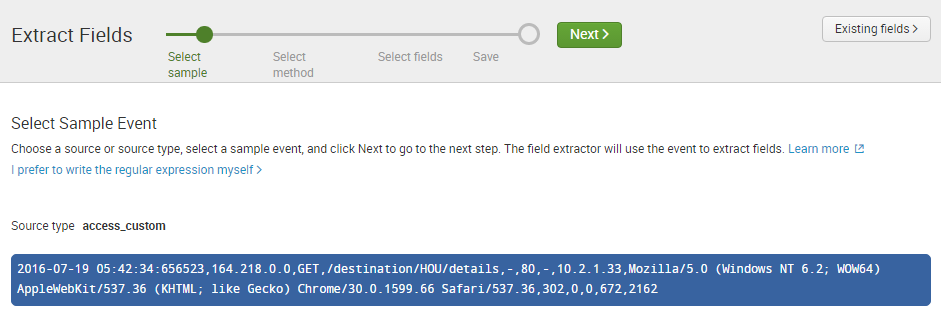 Extract Fields
Next >
Existing fields >
Select sample
Select method
Select fields
Save
Select Sample Event
Choose a source or source type, select a sample event, and click Next to go to the next step. The field extractor will use the event to extract fields. Learn more
I prefer to write the regular expression myself >
Source type access_custom
2016-07-19 05:42:34:656523,164.218.0.0,GET,/destination/HOU/details,-,80,-,10.2.1.33,Mozilla/5.0 (Windows NT 6.2; WOW64)
AppleWebKit/537.36 (KHTML; like Gecko) Chrome/30.0.1599.66 Safari/537.36,302,0,0,672,2162